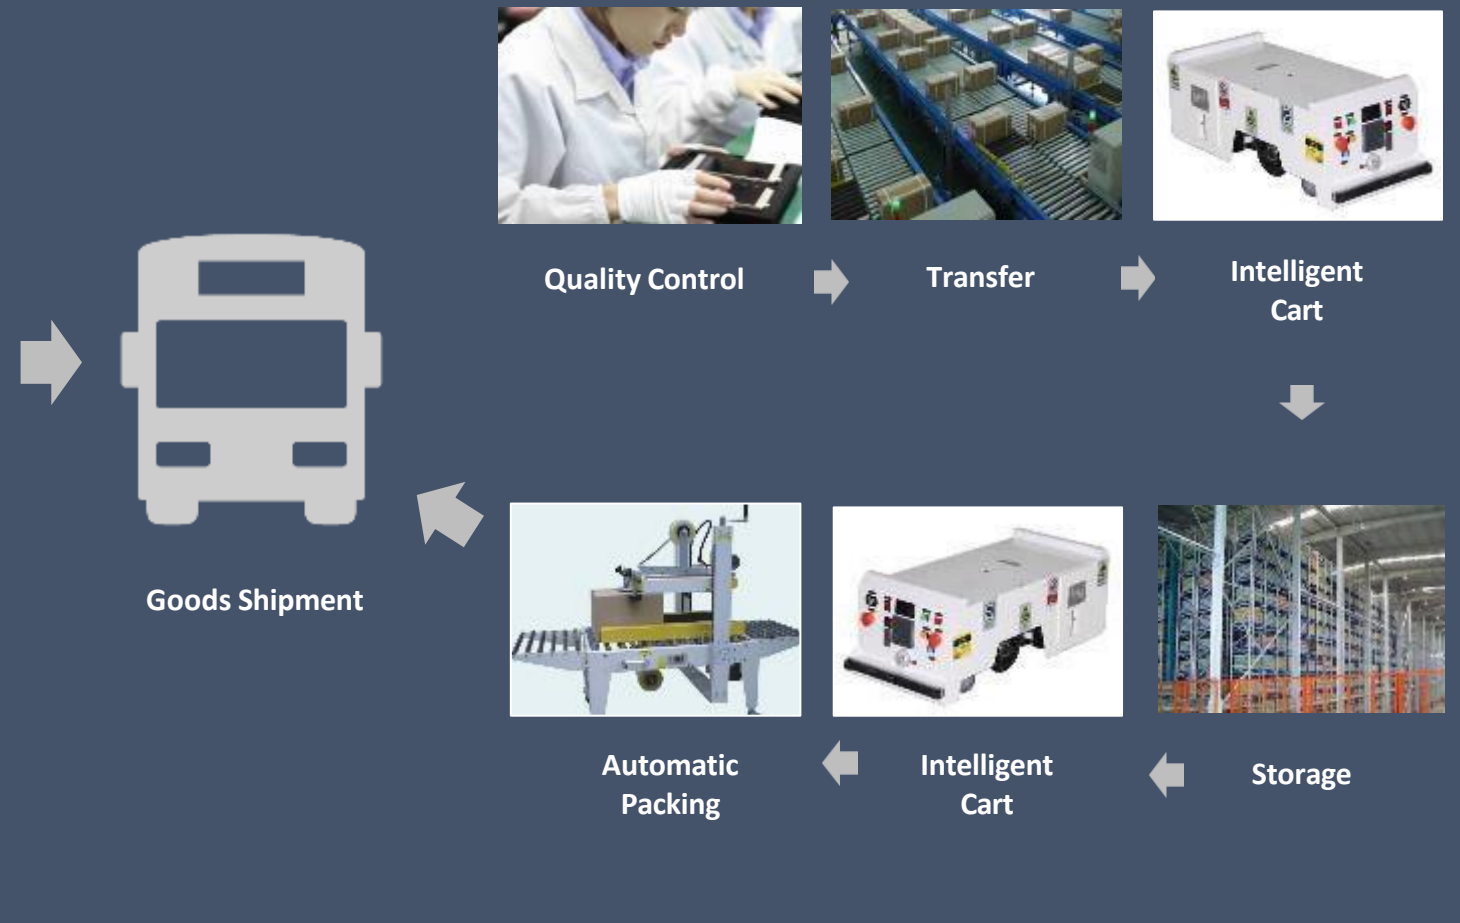 Quality Control
Transfer
Intelligent
Cart
Goods Shipment
Automatic
Packing
Intelligent
Cart
Storage